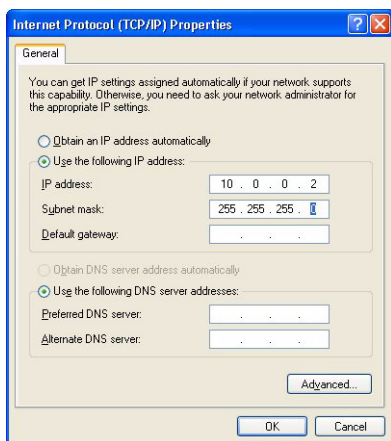 Internet Protocol (TCP/IP) Properties
General
You can get IP settings assigned automatically if your network supports
this capability. Otherwise, you need to ask your network administrator for
the appropriate IP settings.
Obtain an IP address automatically
Use the following IP address:
IP address: 10 . 0 . 0 . 2
Subnet mask: 255 . 255 . 255 . 0
Default gateway: . . .
Obtain DNS server address automatically
Use the following DNS server addresses:
Preferred DNS server: . . .
Alternate DNS server: . . .
Advanced...
OK Cancel